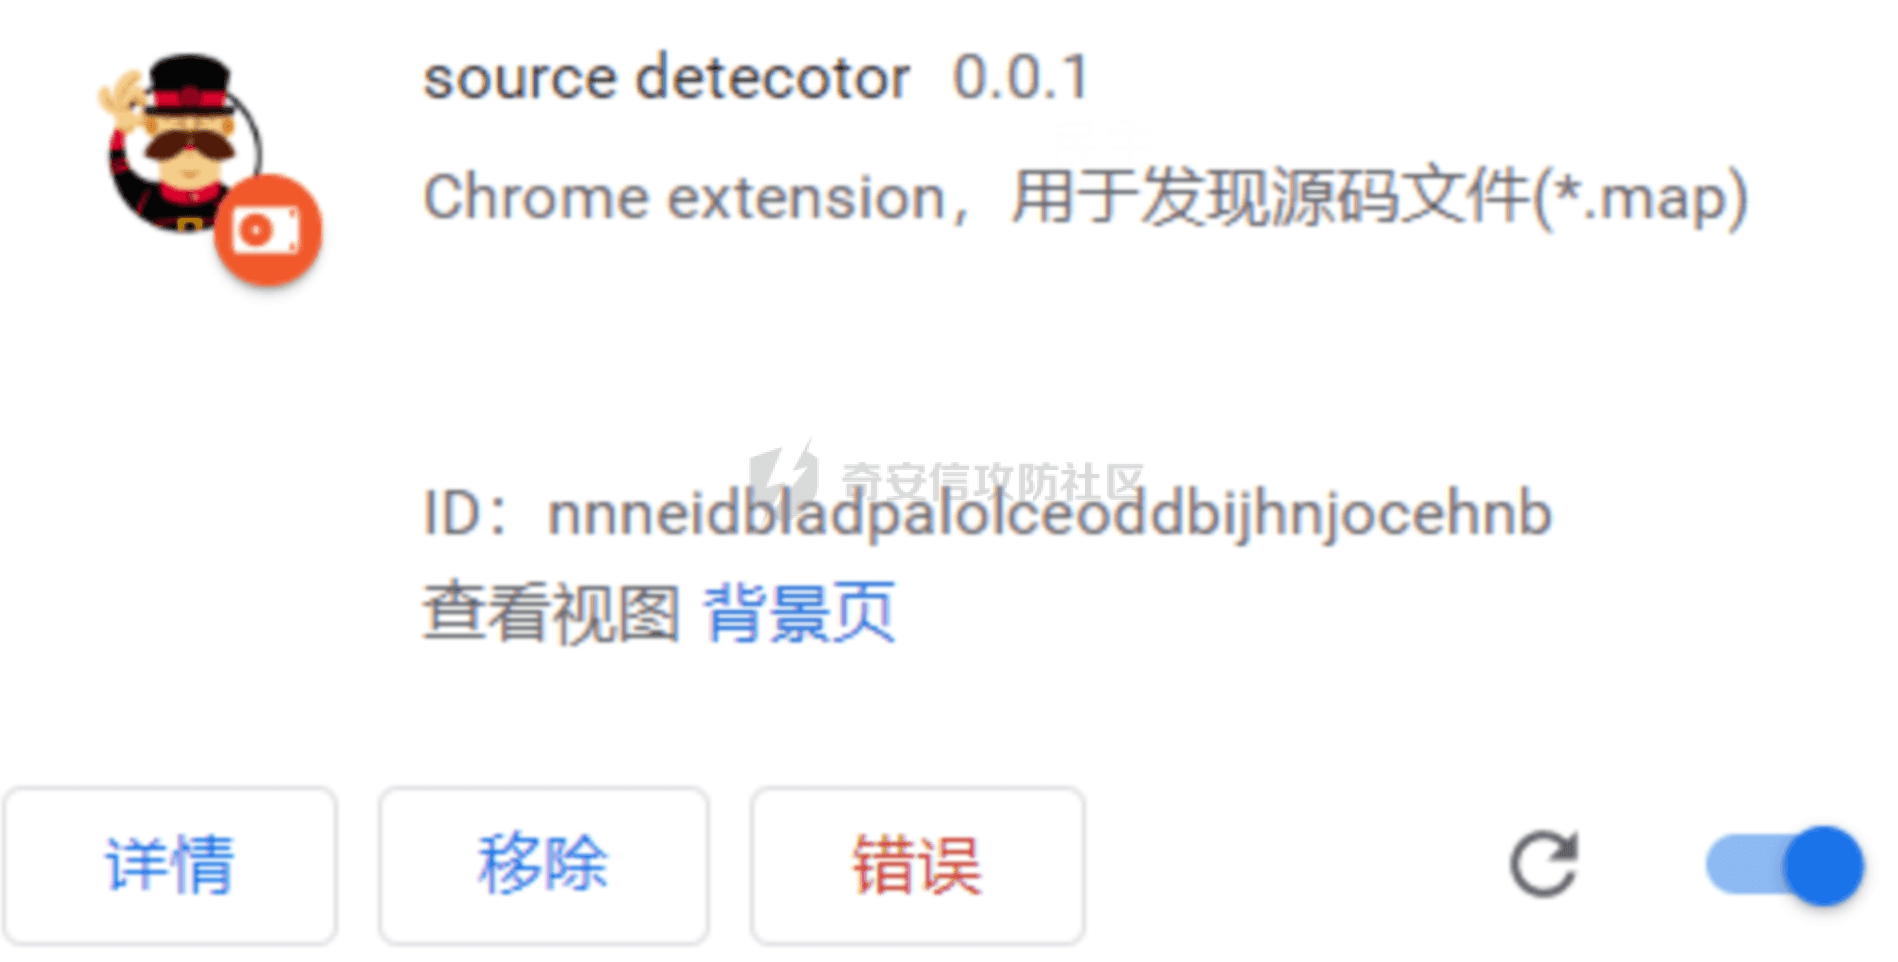 source detecotor 0.0.1
Chrome extension，用于发现源码文件(*.map)
奇安信攻防社区
ID：nnneidbladpalolceoddbijhnjocehnb
查看视图 背景页
详情 移除 错误